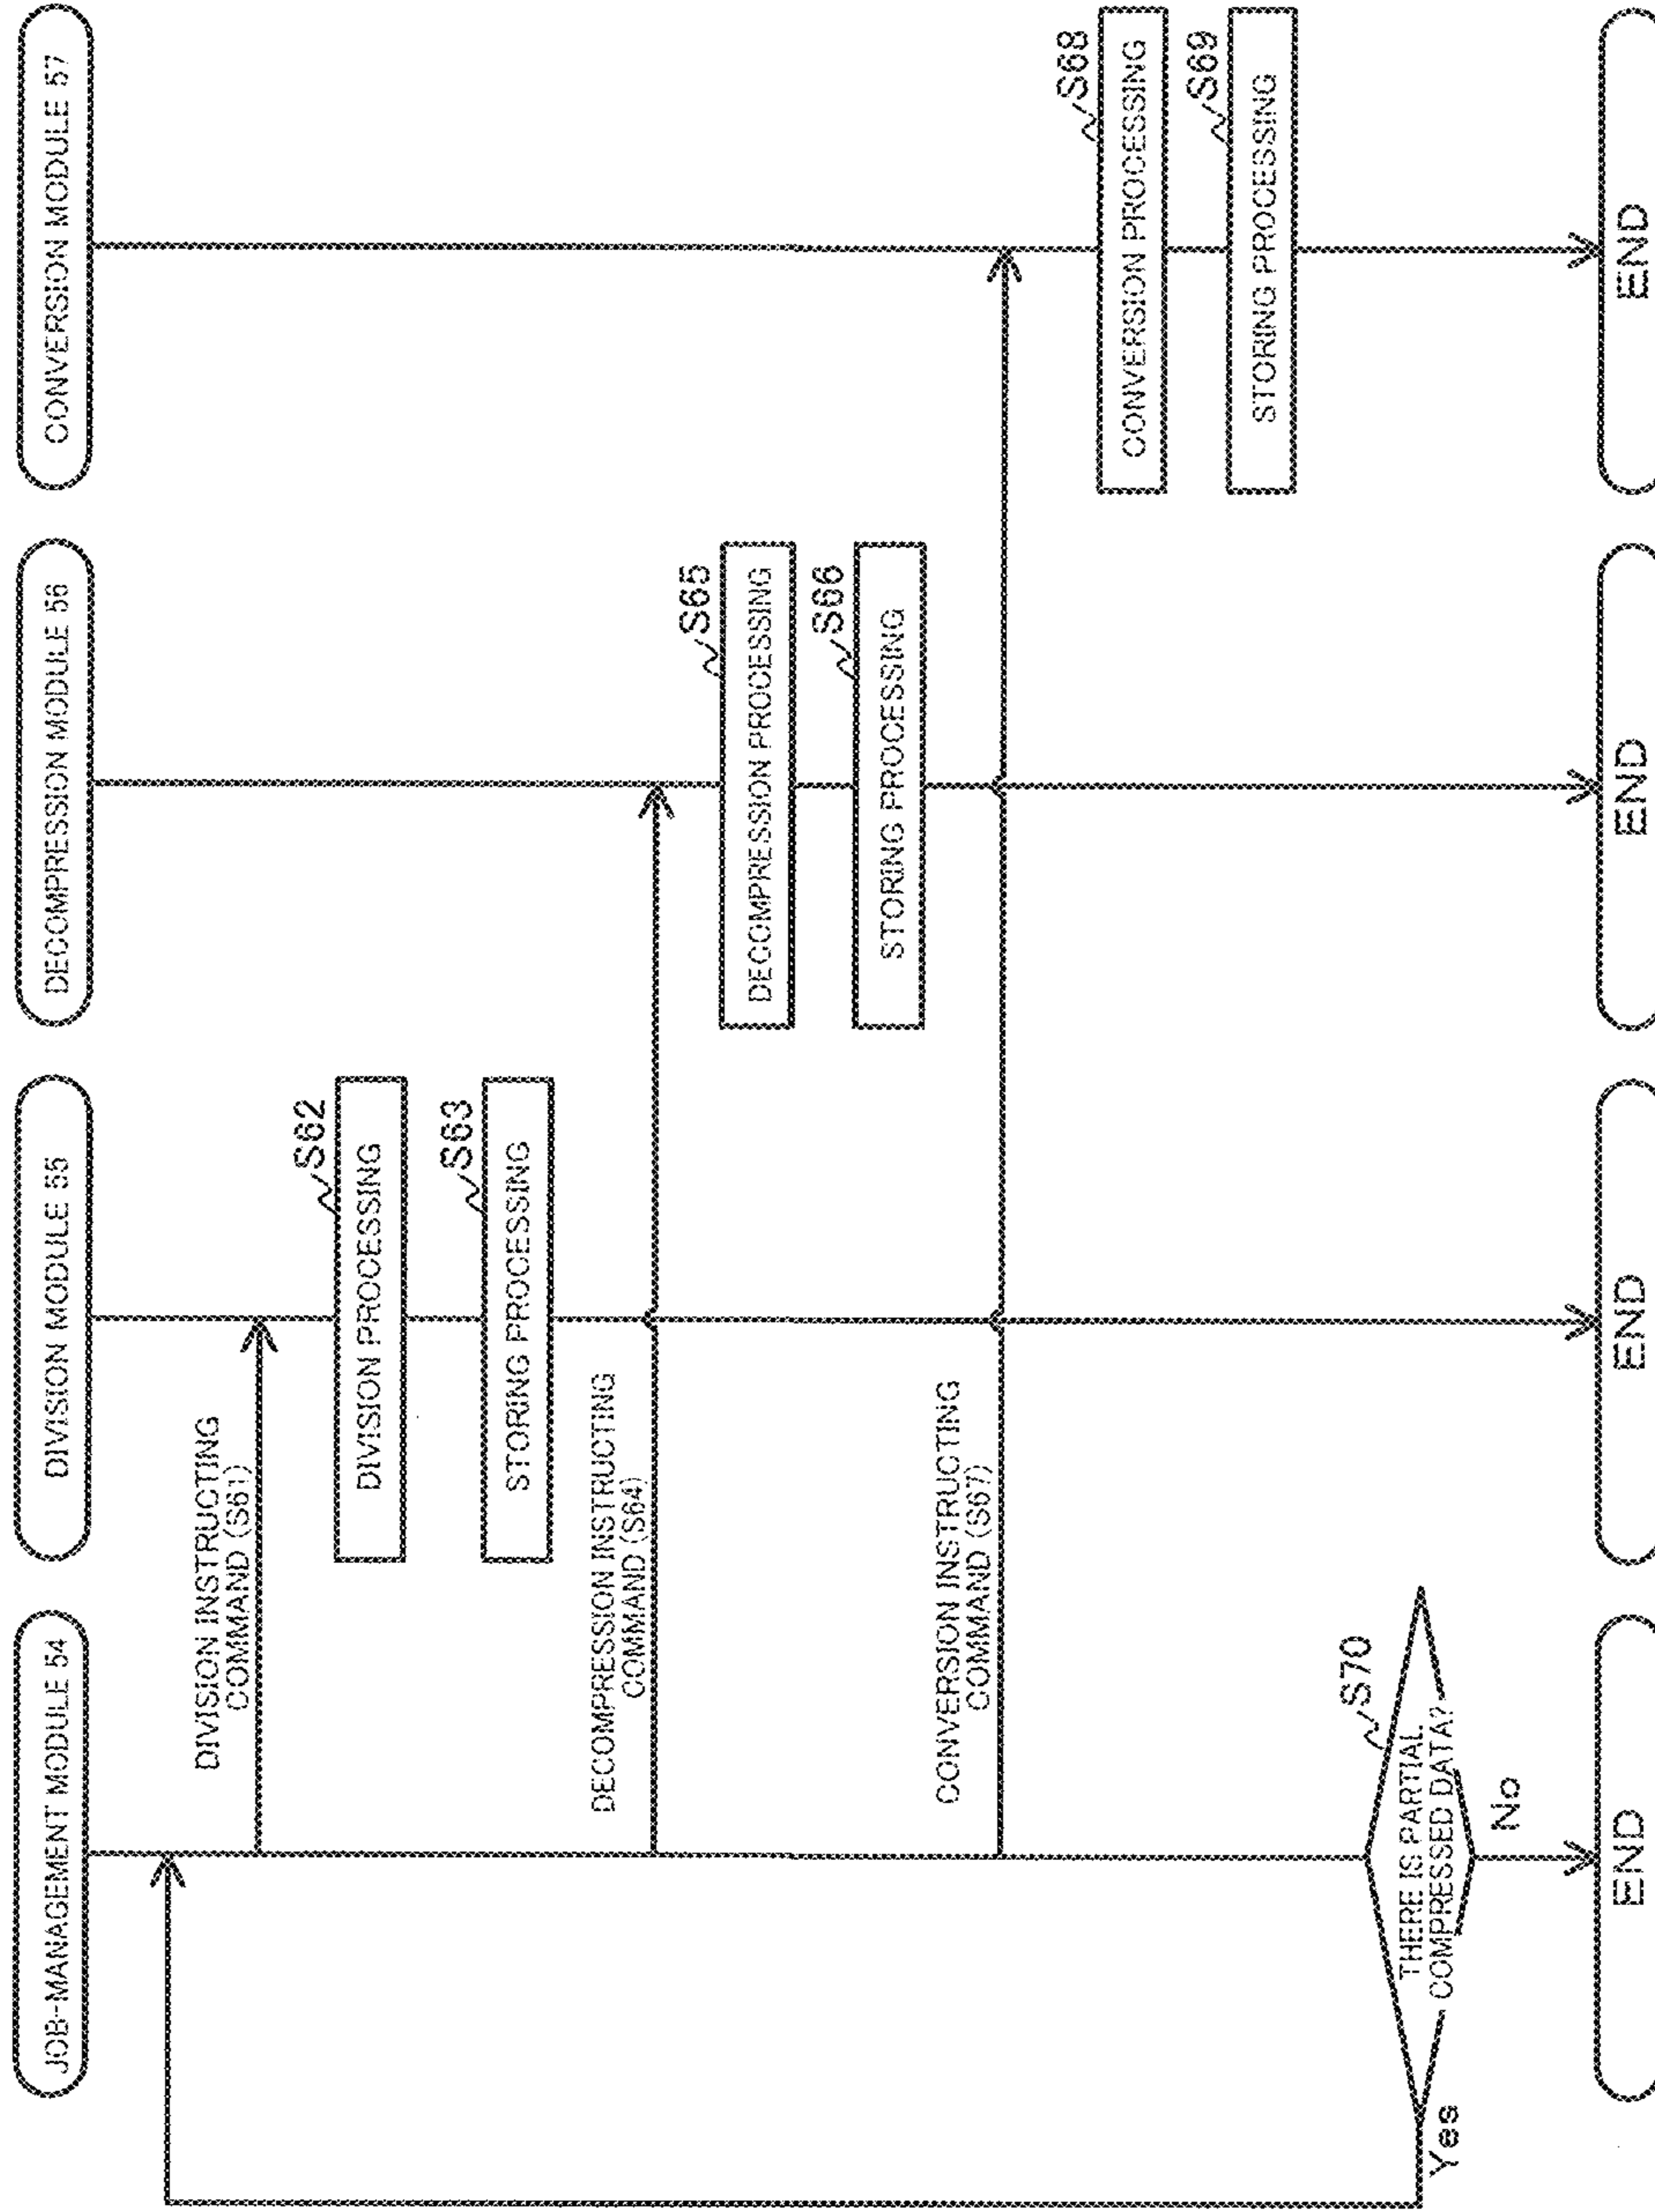 JOB-MANAGEMENT MODULE 54
DIVISION MODULE 55
DECOMPRESSION MODULE 56
CONVERSION MODULE 57
DIVISION INSTRUCTING
COMMAND (S61)
S62
DIVISION PROCESSING
S63
STORING PROCESSING
DECOMPRESSION INSTRUCTING
COMMAND (S64)
S65
DECOMPRESSION PROCESSING
S66
STORING PROCESSING
CONVERSION INSTRUCTING
COMMAND (S67)
S68
CONVERSION PROCESSING
S69
STORING PROCESSING
S70
THERE IS PARTIAL
COMPRESSED DATA?
Yes
No
END
END
END
END